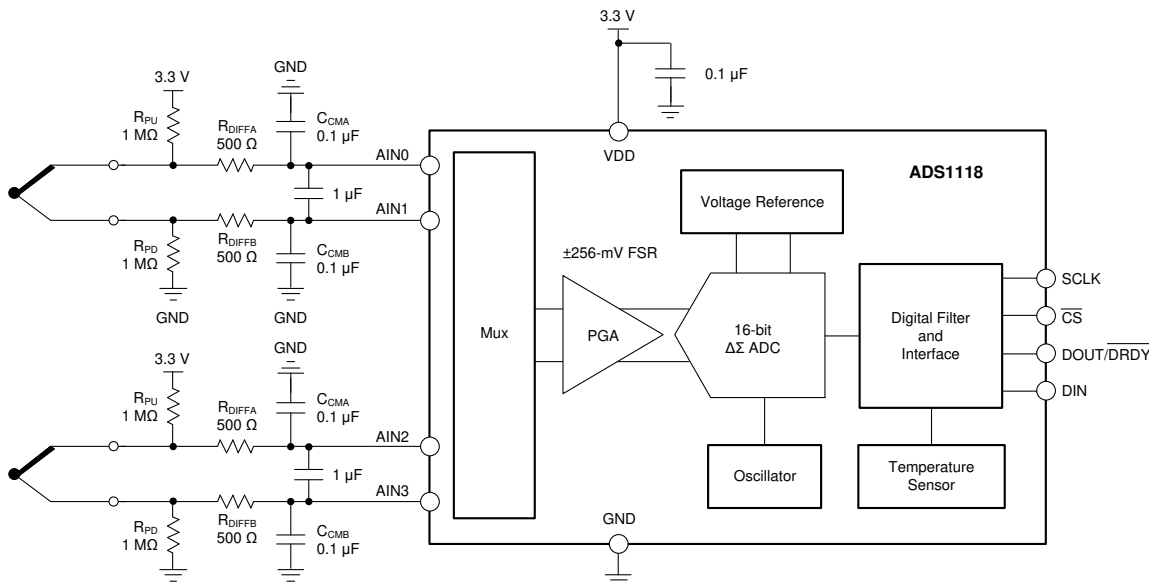 3.3 V
0.1 µF
VDD
3.3 V
GND
R_PU
1 MΩ
R_DIFFA
500 Ω
C_CMA
0.1 µF
AIN0
1 µF
AIN1
R_PD
1 MΩ
R_DIFFB
500 Ω
C_CMB
0.1 µF
GND
GND
3.3 V
GND
R_PU
1 MΩ
R_DIFFA
500 Ω
C_CMA
0.1 µF
AIN2
1 µF
AIN3
R_PD
1 MΩ
R_DIFFB
500 Ω
C_CMB
0.1 µF
ADS1118
Voltage Reference
±256-mV FSR
Mux
PGA
16-bit
ΔΣ ADC
Digital Filter
and
Interface
SCLK
C̅S̅
DOUT/D̅R̅D̅Y̅
DIN
Oscillator
Temperature
Sensor
GND